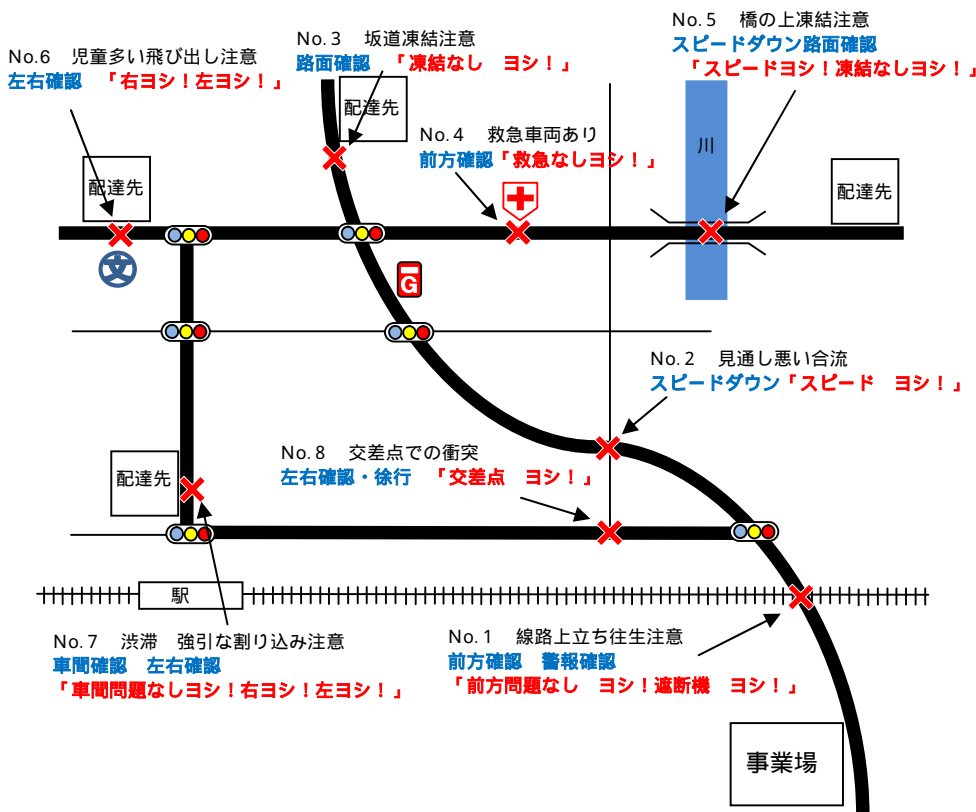 No.5　橋の上凍結注意
スピードダウン路面確認
「スピードヨシ！凍結なしヨシ！」
No.3　坂道凍結注意
路面確認　「凍結なし　ヨシ！」
No.6　児童多い飛び出し注意
左右確認　「右ヨシ！左ヨシ！」
配達先
No.4　救急車両あり
前方確認「救急なしヨシ！」
川
配達先
配達先
文
G
No.2　見通し悪い合流
スピードダウン「スピード　ヨシ！」
No.8　交差点での衝突
左右確認・徐行　「交差点　ヨシ！」
配達先
駅
No.7　渋滞　強引な割り込み注意
車間確認　左右確認
「車間問題なしヨシ！右ヨシ！左ヨシ！」
No.1　線路上立ち往生注意
前方確認　警報確認
「前方問題なし　ヨシ！遮断機　ヨシ！」
事業場